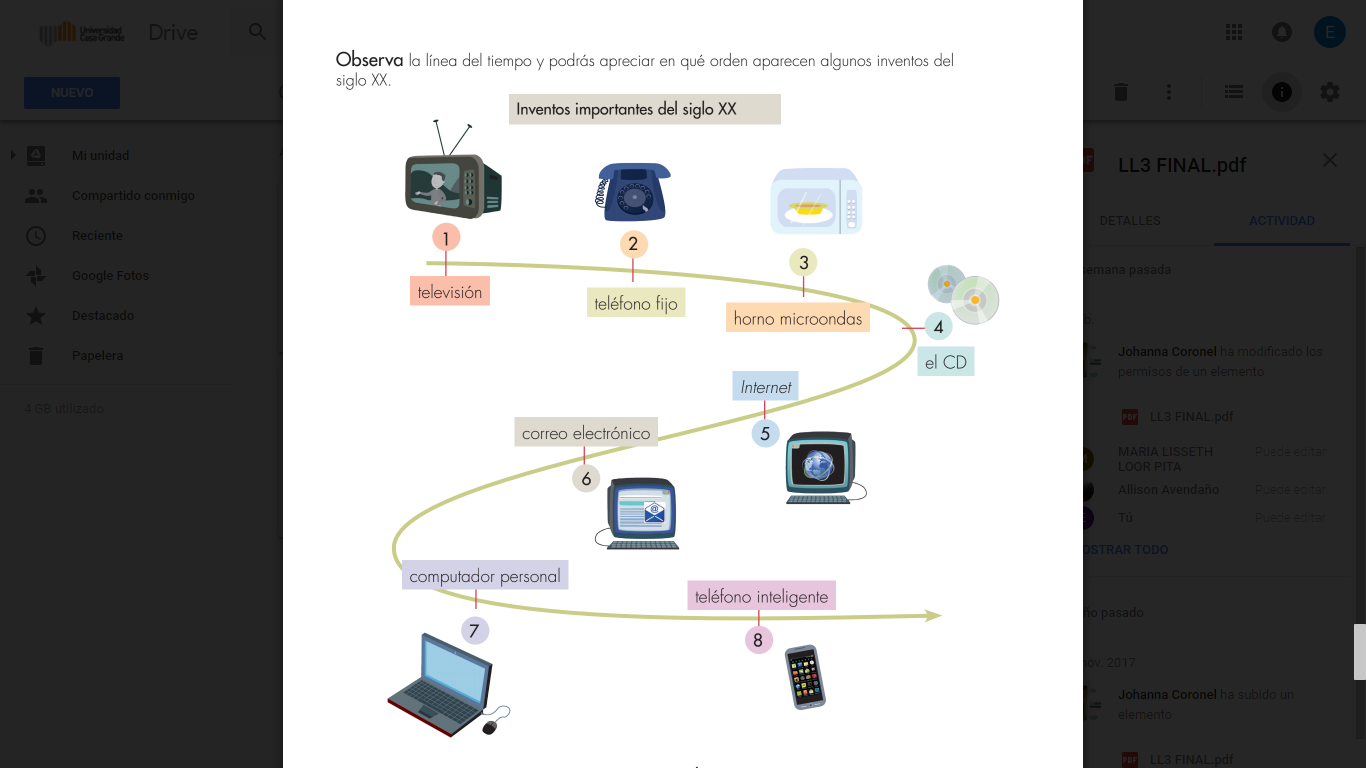 Universidad
Casa Grande
Drive
NUEVO
Mi unidad
Compartido conmigo
Reciente
Google Fotos
Destacado
Papelera
4 GB utilizado
Observa la línea del tiempo y podrás apreciar en qué orden aparecen algunos inventos del
siglo XX.
Inventos importantes del siglo XX
1
televisión
2
teléfono fijo
3
horno microondas
4
el CD
Internet
5
correo electrónico
6
computador personal
7
teléfono inteligente
8
E
LL3 FINAL.pdf
DETALLES
ACTIVIDAD
semana pasada
b.
Johanna Coronel ha modificado los
permisos de un elemento
PDF
LL3 FINAL.pdf
MARIA LISSETH
LOOR PITA
Puede editar
Allison Avendaño
Puede editar
Tú
Puede editar
OSTRAR TODO
ño pasado
nov. 2017
Johanna Coronel ha subido un
elemento
PDF
LL3 FINAL.pdf